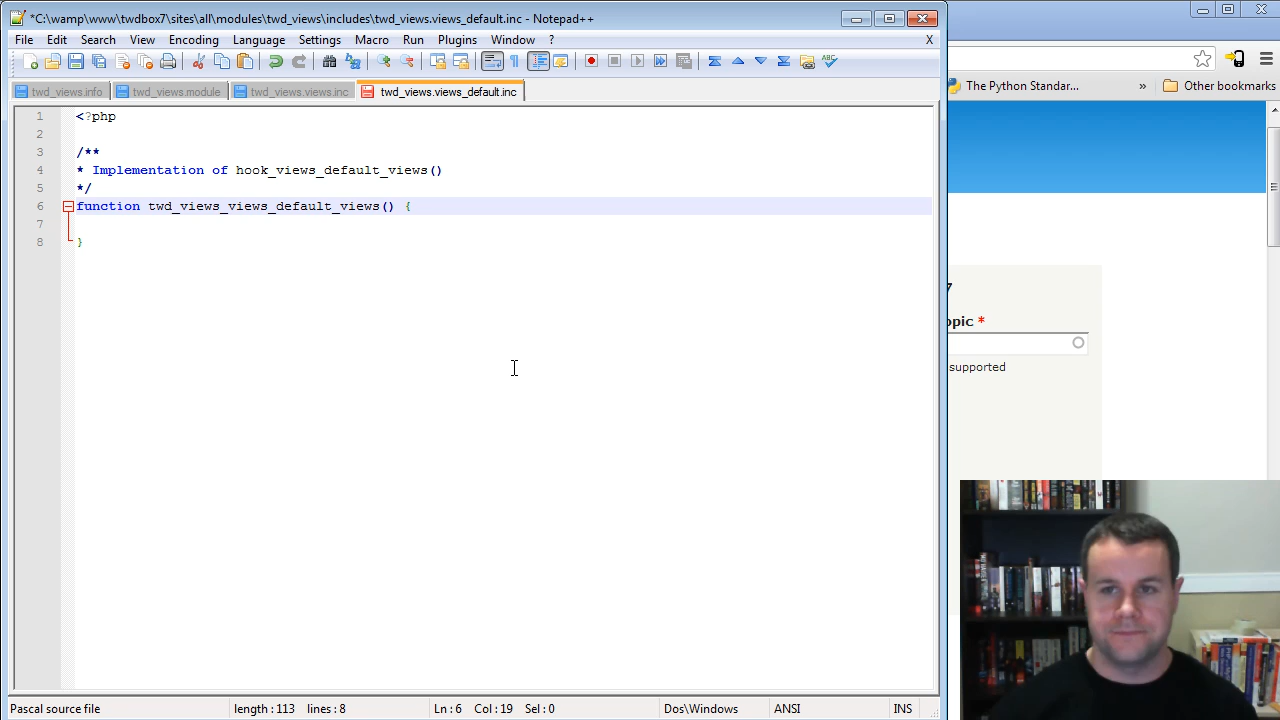 *C:\wamp\www\twdbox7\sites\all\modules\twd_views\includes\twd_views.views_default.inc - Notepad++
File Edit Search View Encoding Language Settings Macro Run Plugins Window ? X
twd_views.info twd_views.module twd_views.views.inc twd_views.views_default.inc
The Python Standar... » Other bookmarks
1 <?php
2
3 /**
4 * Implementation of hook_views_default_views()
5 */
6 function twd_views_views_default_views() {
7
8 }
7
opic *
supported
Pascal source file length : 113 lines : 8 Ln : 6 Col : 19 Sel : 0 Dos\Windows ANSI INS